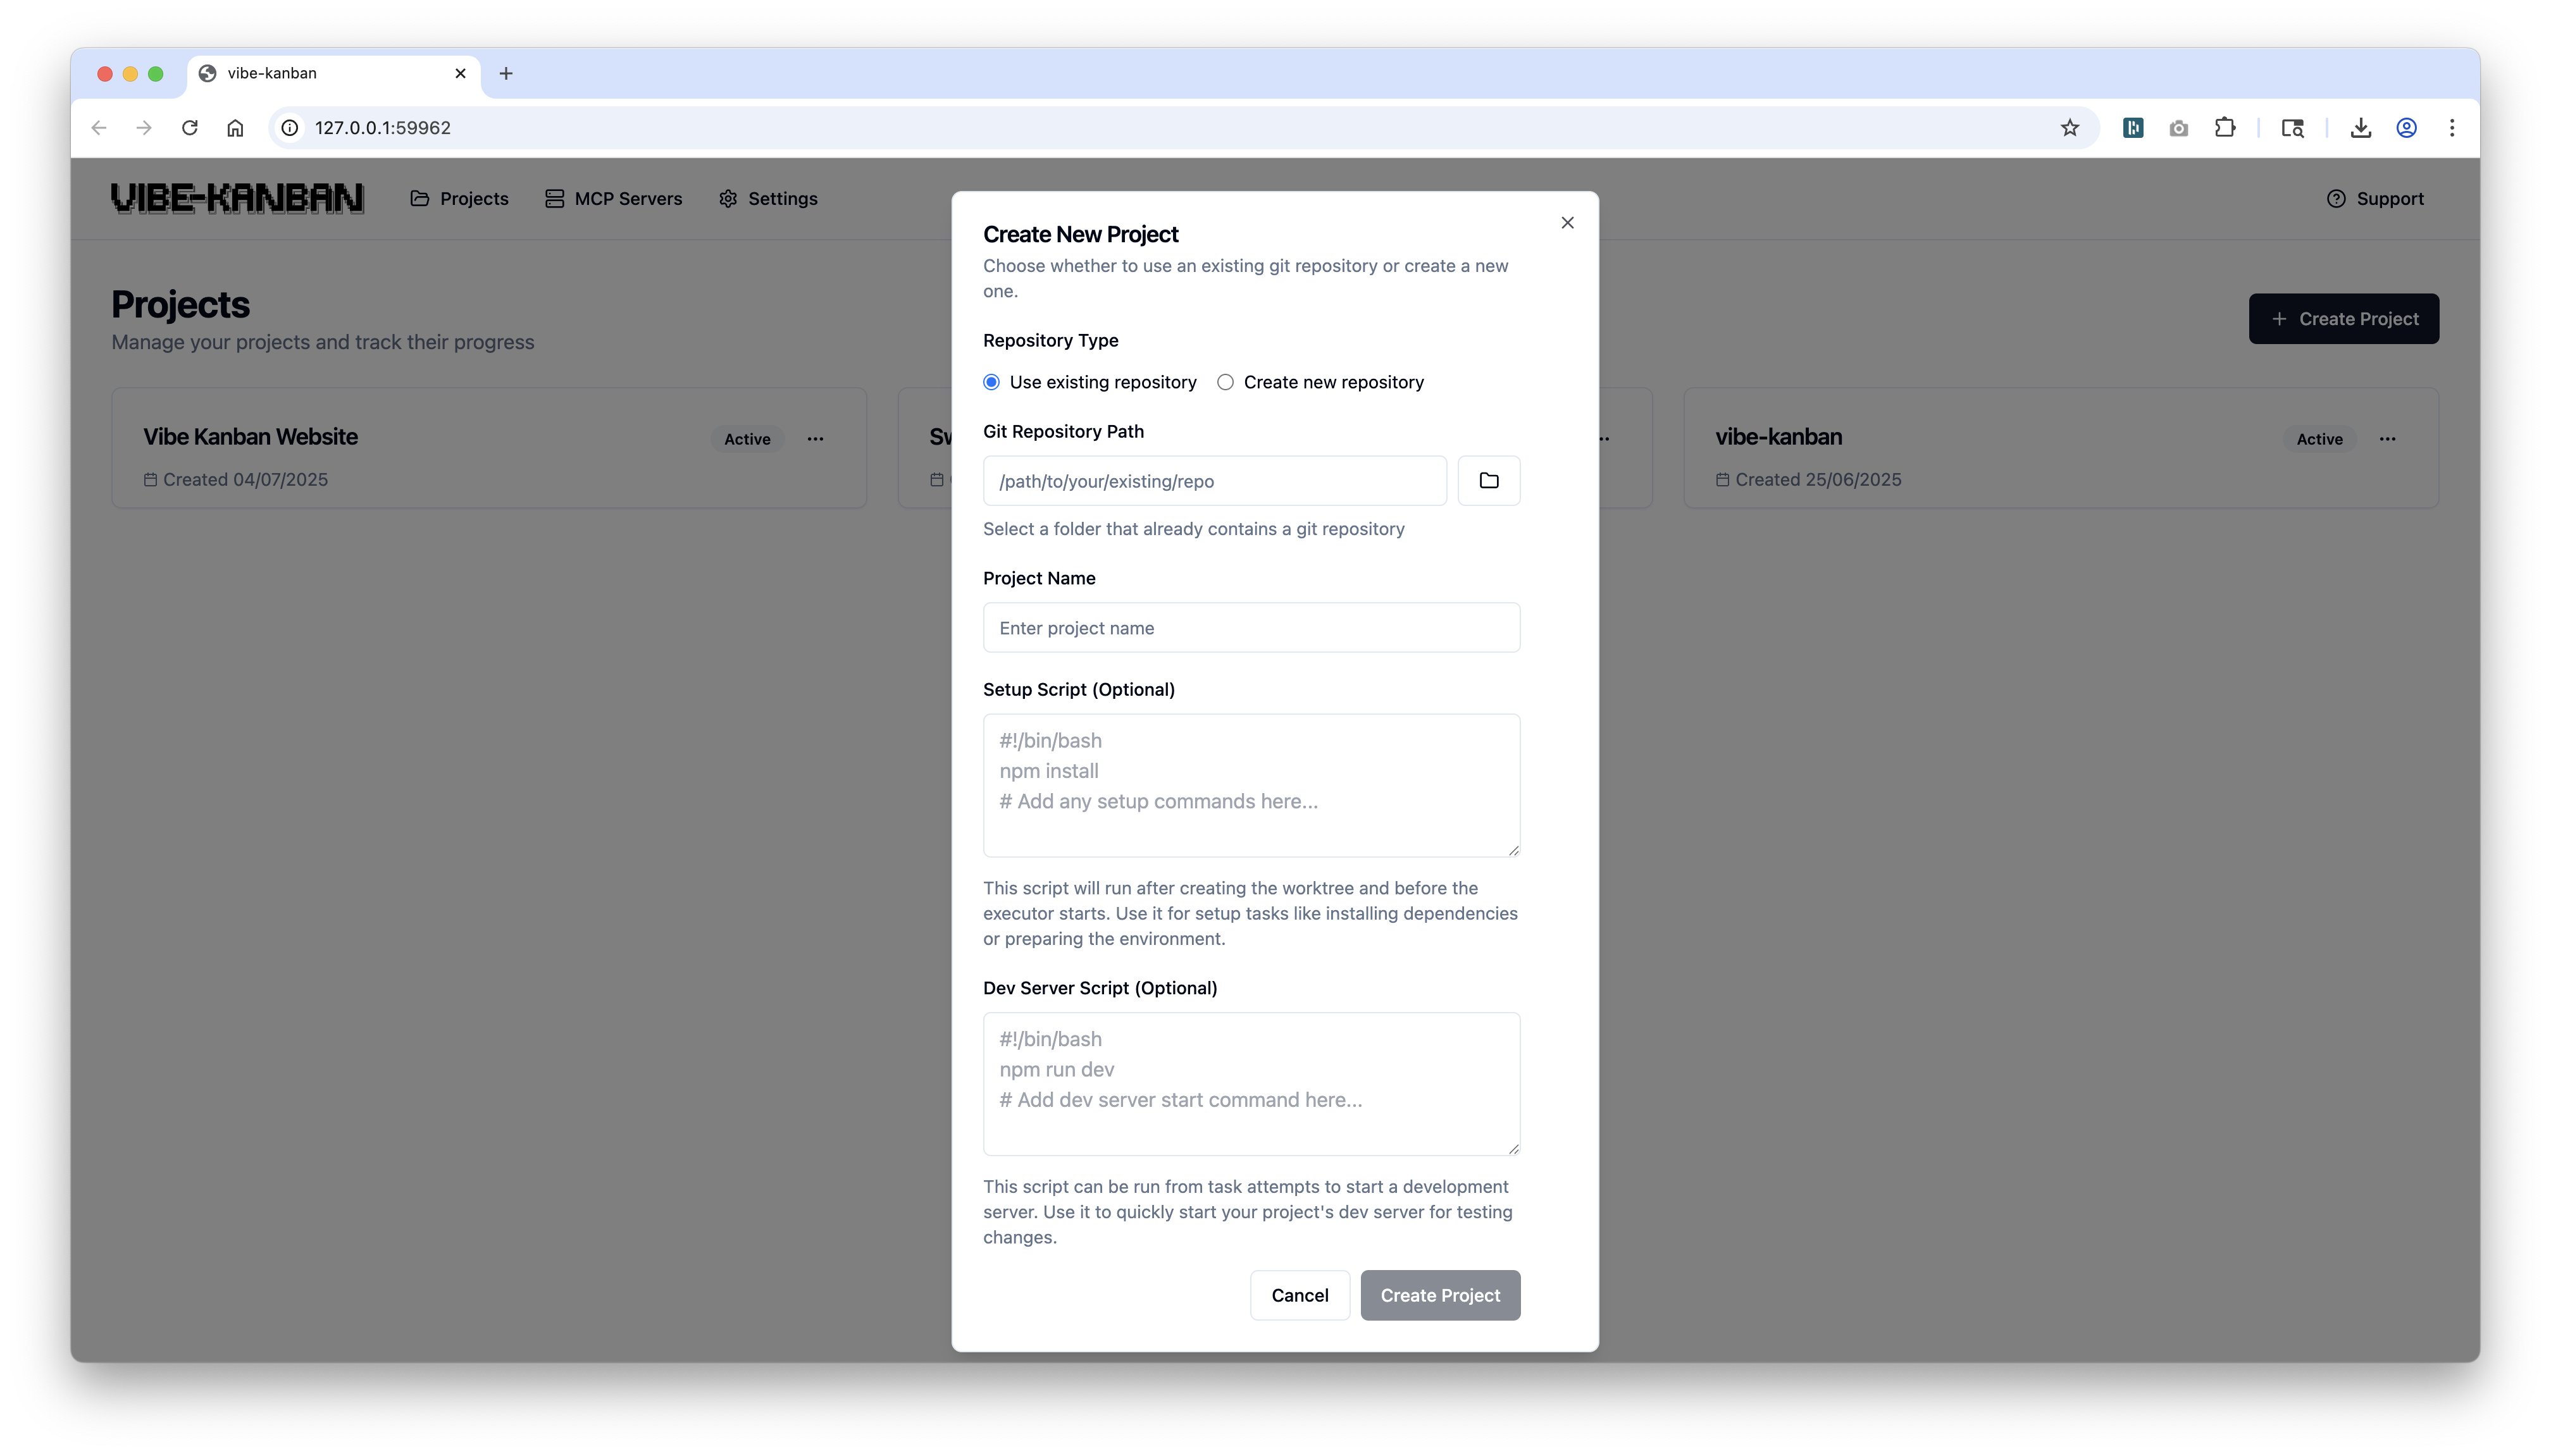 vibe-kanban
127.0.0.1:59962
VIBE-KANBAN
Projects
MCP Servers
Settings
Support
Projects
Manage your projects and track their progress
Create Project
Vibe Kanban Website
Active
Created 04/07/2025
vibe-kanban
Active
Created 25/06/2025
Create New Project
Choose whether to use an existing git repository or create a new
one.
Repository Type
Use existing repository
Create new repository
Git Repository Path
/path/to/your/existing/repo
Select a folder that already contains a git repository
Project Name
Enter project name
Setup Script (Optional)
#!/bin/bash
npm install
# Add any setup commands here...
This script will run after creating the worktree and before the
executor starts. Use it for setup tasks like installing dependencies
or preparing the environment.
Dev Server Script (Optional)
#!/bin/bash
npm run dev
# Add dev server start command here...
This script can be run from task attempts to start a development
server. Use it to quickly start your project's dev server for testing
changes.
Cancel
Create Project